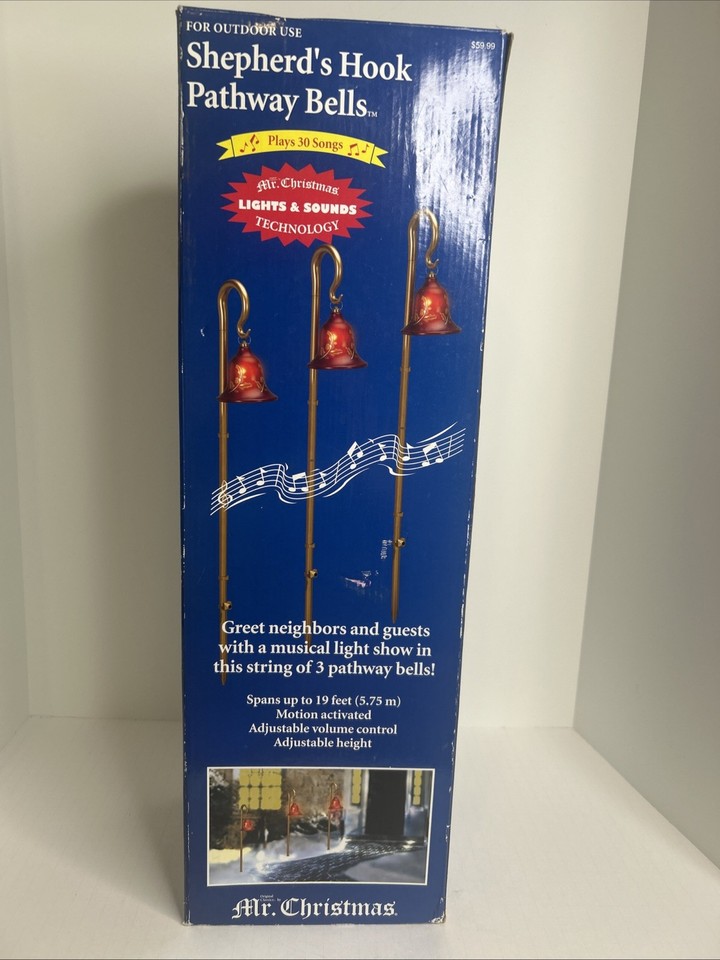 FOR OUTDOOR USE
$59.99
Shepherd's Hook
Pathway Bells™
Plays 30 Songs
Mr. Christmas
LIGHTS & SOUNDS
TECHNOLOGY
Greet neighbors and guests
with a musical light show in
this string of 3 pathway bells!
Spans up to 19 feet (5.75 m)
Motion activated
Adjustable volume control
Adjustable height
Mr. Christmas